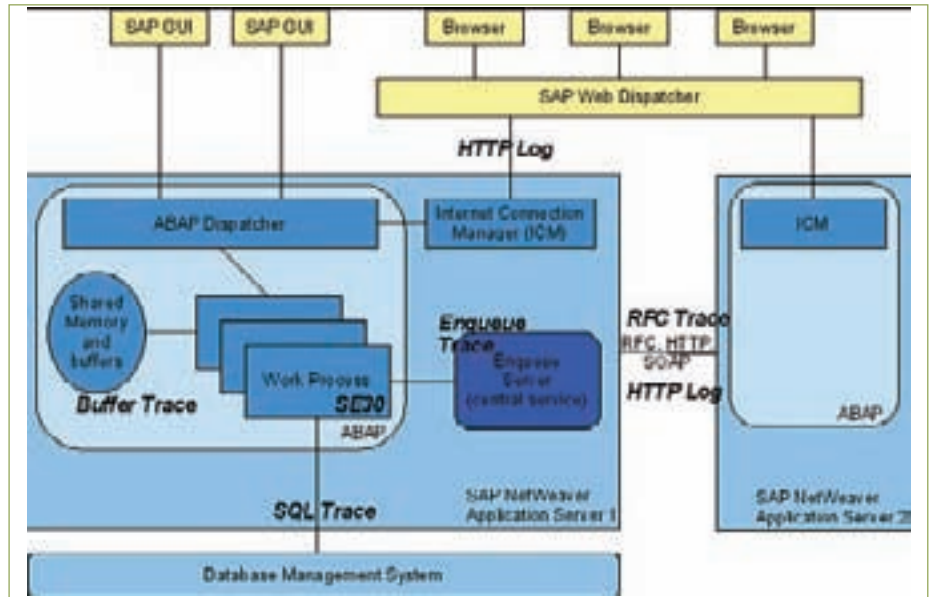 SAP GUI
SAP GUI
Browser
Browser
Browser
SAP Web Dispatcher
HTTP Log
ABAP Dispatcher
Internet Connection
Manager (ICM)
ICM
Shared
Memory
and
buffers
Work Process
SE30
Buffer Trace
ABAP
Enqueue
Trace
Enqueue
Server
(central service)
RFC Trace
RFC, HTTP
SOAP
HTTP Log
ABAP
SQL Trace
SAP NetWeaver
Application Server 1
SAP NetWeaver
Application Server 2
Database Management System